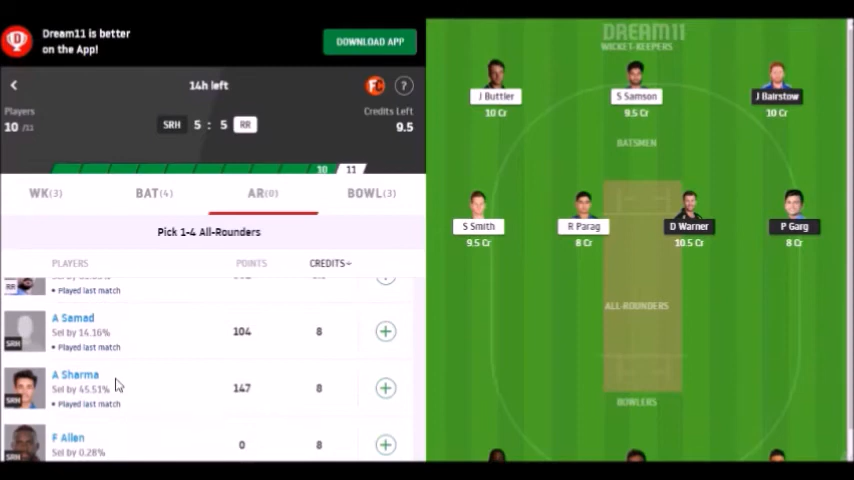 Dream11 is better
on the App!
DOWNLOAD APP
14h left
FC
?
Players
10 /11
SRH 5 : 5 RR
Credits Left
9.5
10 11
WK(3) BAT(4) AR(0) BOWL(3)
Pick 1-4 All-Rounders
PLAYERS POINTS CREDITS
RR
• Played last match
A Samad
Sel by 14.16%
104 8
• Played last match
SRH
A Sharma
Sel by 45.51%
147 8
• Played last match
SRH
F Allen
Sel by 0.28%
0 8
SRH
DREAM11
WICKET-KEEPERS
J Buttler S Samson J Bairstow
10 Cr 9.5 Cr 10 Cr
BATSMEN
S Smith R Parag D Warner P Garg
9.5 Cr 8 Cr 10.5 Cr 8 Cr
ALL-ROUNDERS
BOWLERS